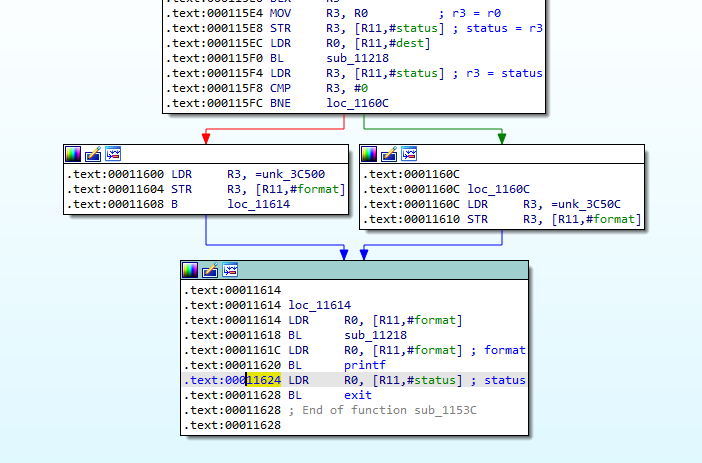 .text:000115E4 MOV R3, R0 ; r3 = r0
.text:000115E8 STR R3, [R11,#status] ; status = r3
.text:000115EC LDR R0, [R11,#dest]
.text:000115F0 BL sub_11218
.text:000115F4 LDR R3, [R11,#status] ; r3 = status
.text:000115F8 CMP R3, #0
.text:000115FC BNE loc_1160C
.text:00011600 LDR R3, =unk_3C500
.text:00011604 STR R3, [R11,#format]
.text:00011608 B loc_11614
.text:0001160C
.text:0001160C loc_1160C
.text:0001160C LDR R3, =unk_3C50C
.text:00011610 STR R3, [R11,#format]
.text:00011614
.text:00011614 loc_11614
.text:00011614 LDR R0, [R11,#format]
.text:00011618 BL sub_11218
.text:0001161C LDR R0, [R11,#format] ; format
.text:00011620 BL printf
.text:00011624 LDR R0, [R11,#status] ; status
.text:00011628 BL exit
.text:00011628 ; End of function sub_1153C
.text:00011628